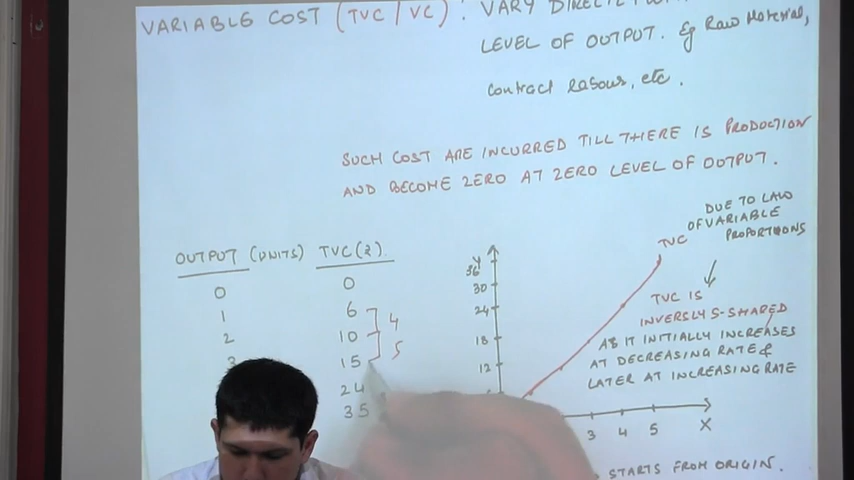 VARIABLE COST (TVC/VC): VARY DIRECTLY
LEVEL OF OUTPUT. Eg Raw Material,
Contract Labour, etc.
SUCH COST ARE INCURRED TILL THERE IS PRODUCTION
AND BECOME ZERO AT ZERO LEVEL OF OUTPUT.
OUTPUT (UNITS) TVC (₹)
0 0
1 6
2 10
3 15
24
35
4
5
Y
36
30
24
18
12
6
3 4 5 X
TVC
DUE TO LAW
OF VARIABLE
PROPORTIONS
TVC IS
INVERSLY S-SHAPED
AS IT INITIALLY INCREASES
AT DECREASING RATE &
LATER AT INCREASING RATE
STARTS FROM ORIGIN.